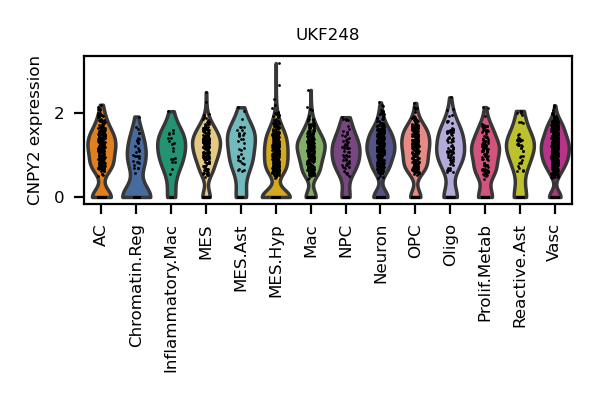 UKF248
CNPY2 expression
2
0
AC
Chromatin.Reg
Inflammatory.Mac
MES
MES.Ast
MES.Hyp
Mac
NPC
Neuron
OPC
Oligo
Prolif.Metab
Reactive.Ast
Vasc